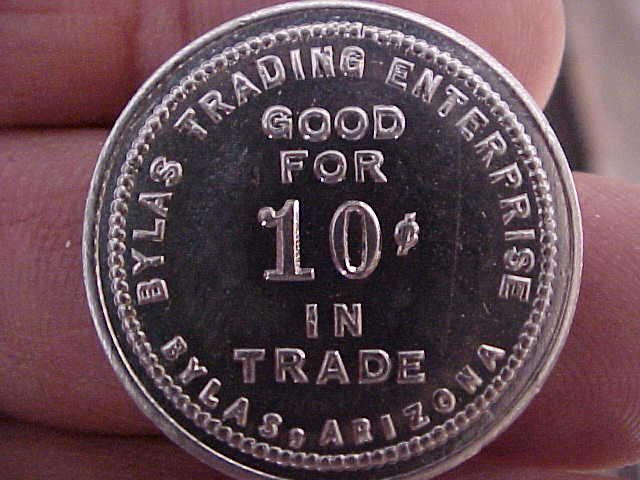 BYLAS TRADING ENTERPRISE
GOOD
FOR
10¢
IN
TRADE
BYLAS, ARIZONA